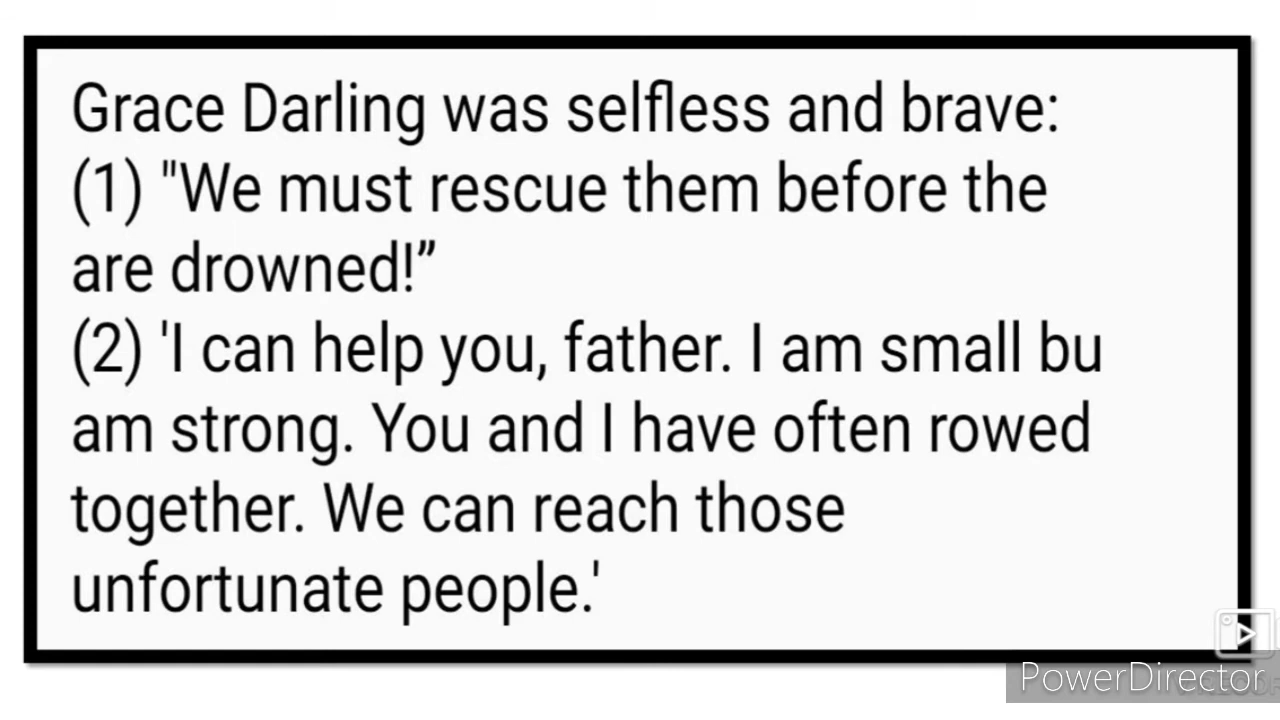 Grace Darling was selfless and brave:
(1) "We must rescue them before the
are drowned!”
(2) 'I can help you, father. I am small bu
am strong. You and I have often rowed
together. We can reach those
unfortunate people.'
PowerDirector